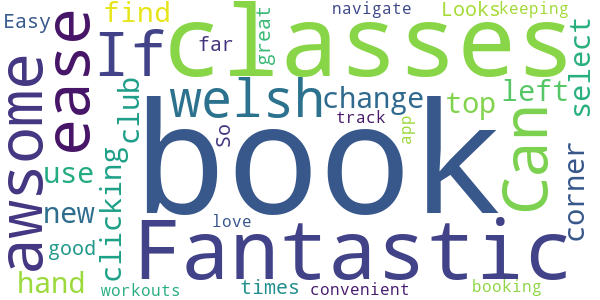 Easy
find
If
classes
navigate
Looks
keeping
far
great
select
awsome
ease
club
welsh
change
top
left
So
track
app
book
Can
use
new
clicking
corner
good
Fantastic
love
hand
workouts
times
convenient
booking